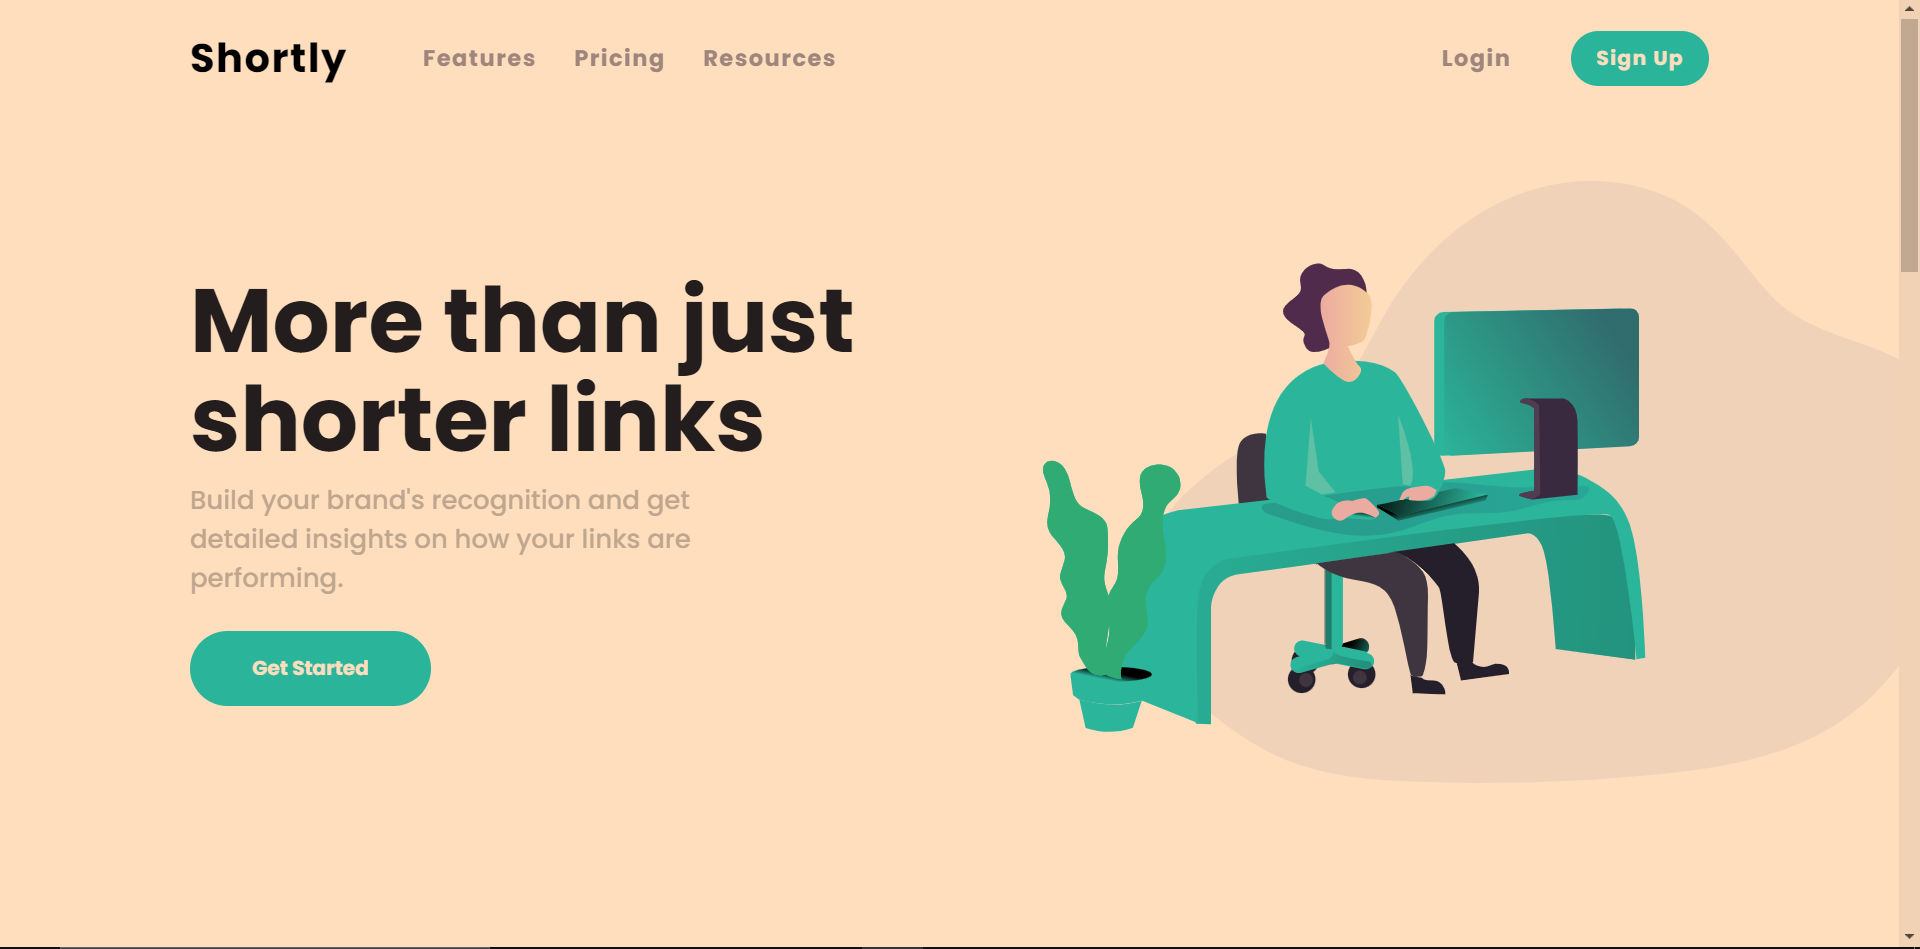 Shortly Features Pricing Resources Login Sign Up
More than just
shorter links
Build your brand's recognition and get
detailed insights on how your links are
performing.
Get Started